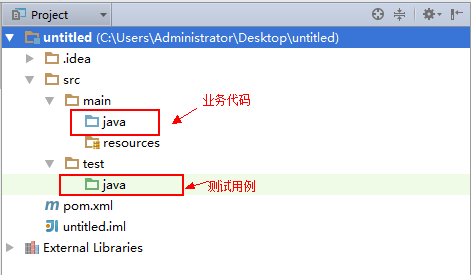 Project
untitled (C:\Users\Administrator\Desktop\untitled)
.idea
src
main
业务代码
java
resources
test
java
测试用例
pom.xml
untitled.iml
External Libraries